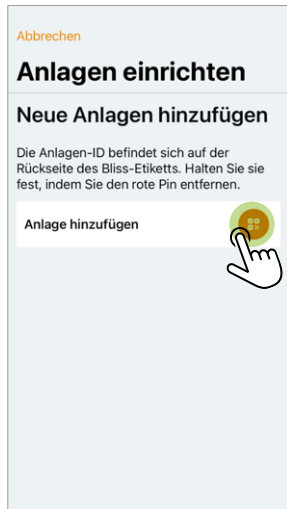 Abbrechen
Anlagen einrichten
Neue Anlagen hinzufügen
Die Anlagen-ID befindet sich auf der
Rückseite des Bliss-Etiketts. Halten Sie sie
fest, indem Sie den rote Pin entfernen.
Anlage hinzufügen